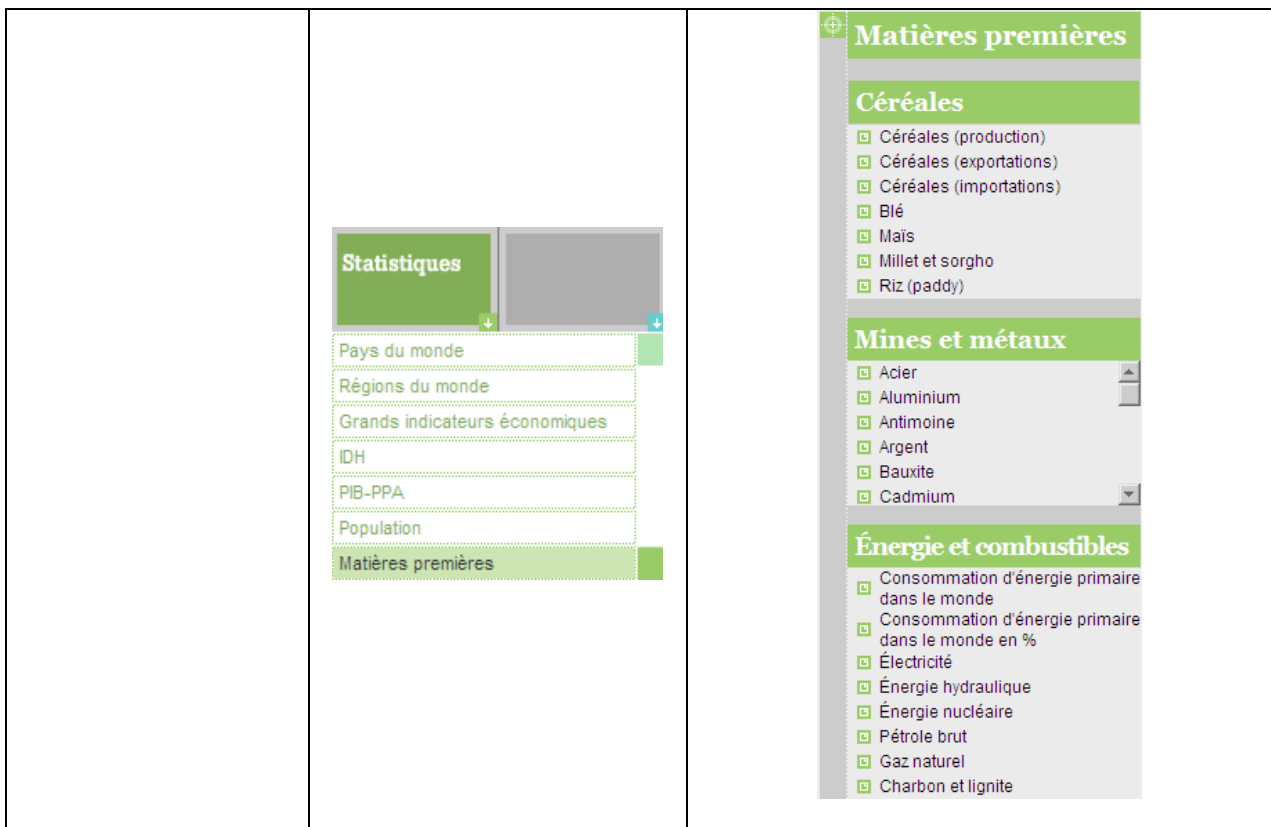 Statistiques
Pays du monde
Régions du monde
Grands indicateurs économiques
IDH
PIB-PPA
Population
Matières premières
Matières premières
Céréales
Céréales (production)
Céréales (exportations)
Céréales (importations)
Blé
Maïs
Millet et sorgho
Riz (paddy)
Mines et métaux
Acier
Aluminium
Antimoine
Argent
Bauxite
Cadmium
Énergie et combustibles
Consommation d'énergie primaire
dans le monde
Consommation d'énergie primaire
dans le monde en %
Électricité
Énergie hydraulique
Énergie nucléaire
Pétrole brut
Gaz naturel
Charbon et lignite